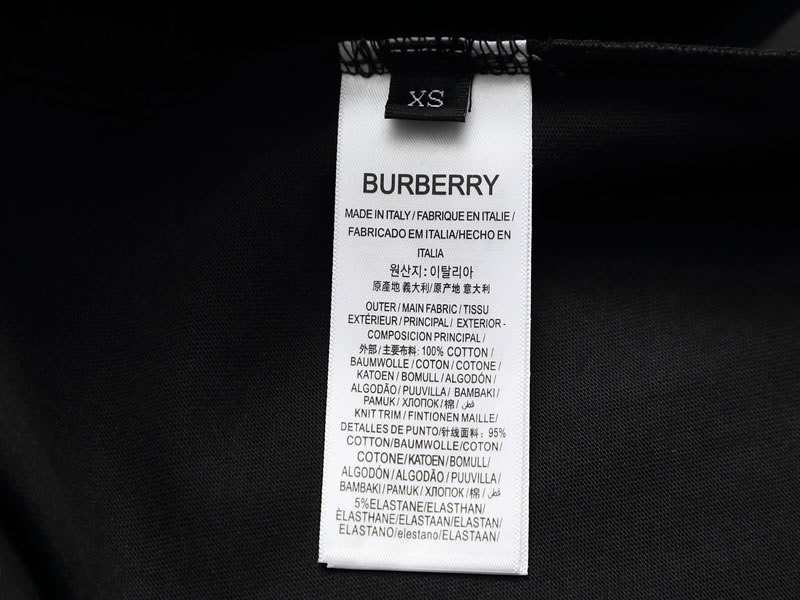 XS
BURBERRY
MADE IN ITALY / FABRIQUE EN ITALIE /
FABRICADO EM ITALIA/HECHO EN
ITALIA
원산지 : 이탈리아
原產地 義大利/原产地 意大利
OUTER / MAIN FABRIC / TISSU
EXTÉRIEUR / PRINCIPAL / EXTERIOR -
COMPOSICION PRINCIPAL /
外部 / 主要布料: 100% COTTON /
BAUMWOLLE / COTON / COTONE /
KATOEN / BOMULL / ALGODÓN /
ALGODÃO / PUUVILLA / BAMBAKI /
PAMUK / ХЛОПОК / 棉 / قطن
KNIT TRIM / FINTIONEN MAILLE/
DETALLES DE PUNTO/针线面料：95%
COTTON/BAUMWOLLE/COTON/
COTONE/KATOEN/BOMULL/
ALGODÓN / ALGODÃO / PUUVILLA /
BAMBAKI / PAMUK / ХЛОПОК / 棉 / قطن /
5%ELASTANE/ELASTHAN/
ÉLASTHANE/ELASTAAN/ELASTAN/
ELASTANO/elestano/ELASTAAN/